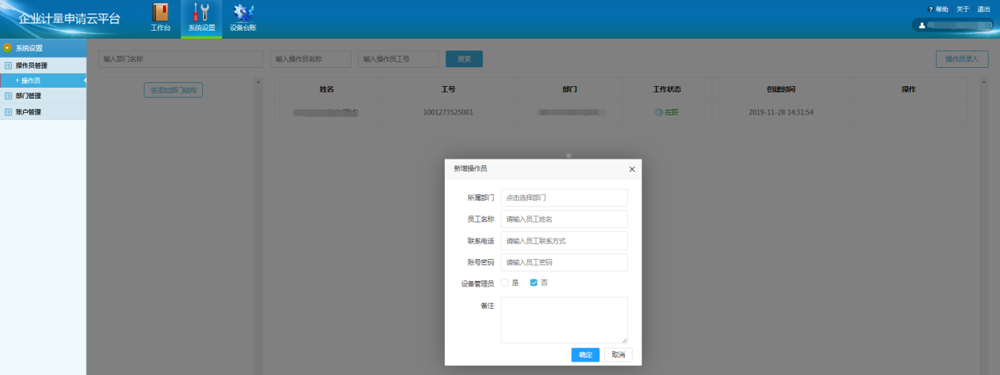 企业计量申请云平台
工作台 系统设置 设备台账
? 帮助 关于 退出
系统设置
操作员管理
操作员
部门管理
账户管理
输入部门名称 输入操作员名称 输入操作员工号 搜索 操作员录入
去添加部门结构
姓名 工号 部门 工作状态 创建时间 操作
1001273525001 在职 2019-11-28 14:31:54
新增操作员
所属部门 点击选择部门
员工名称 请输入员工姓名
联系电话 请输入员工联系方式
账号密码 请输入员工密码
设备管理员 是 否
备注
确定 取消